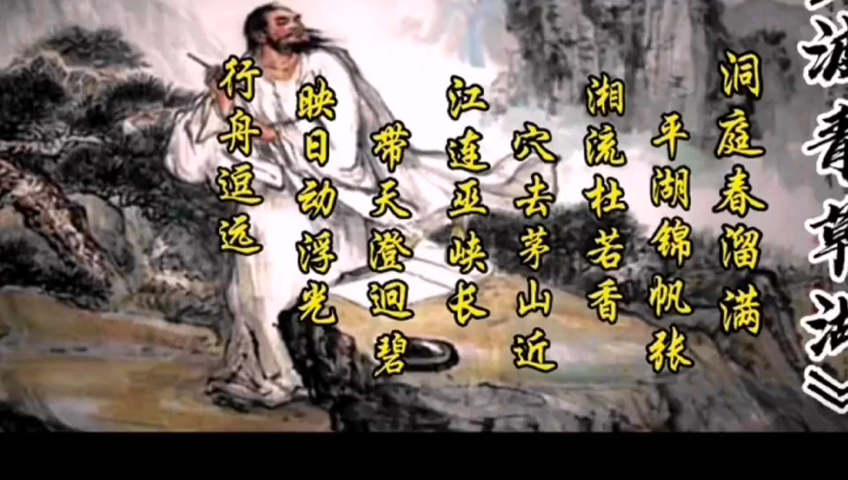 渡青草湖》
洞庭春溜满
平湖锦帆张
湘流杜若香
穴去茅山近
江连巫峡长
带天澄迥碧
映日动浮光
行舟逗远